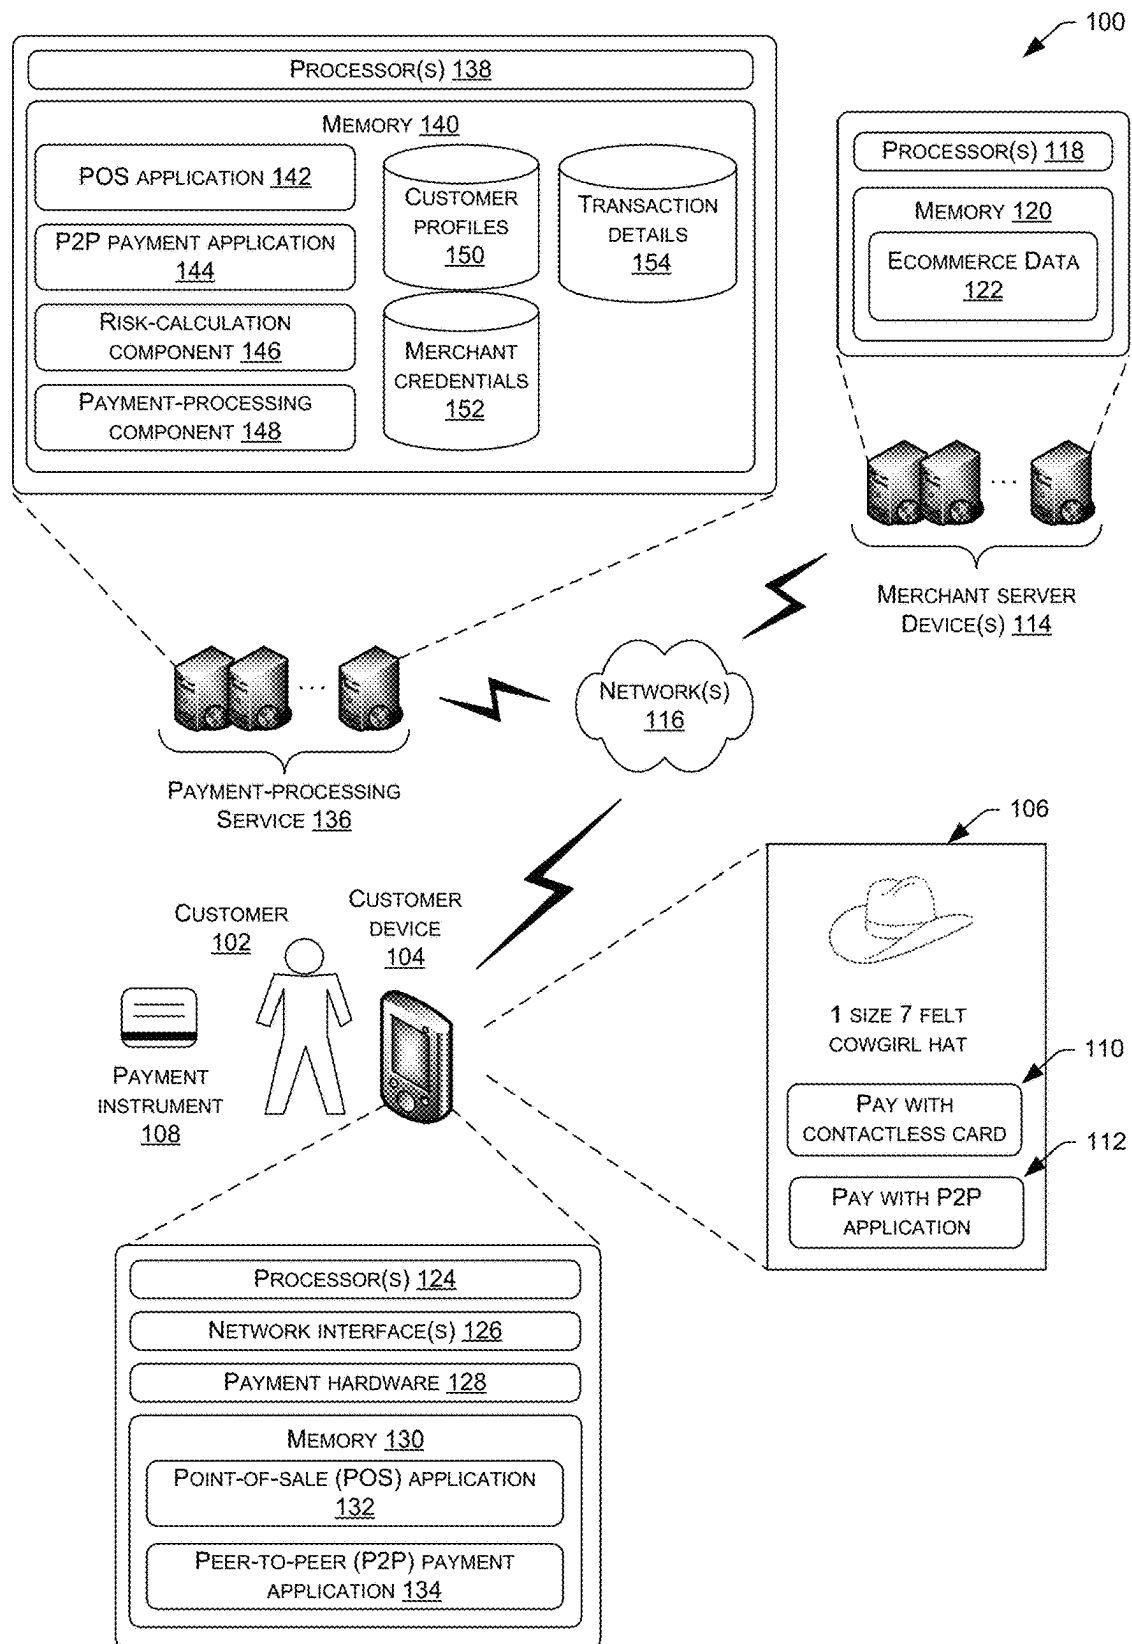 100
PROCESSOR(S) 138
MEMORY 140
POS APPLICATION 142
P2P PAYMENT APPLICATION
144
RISK-CALCULATION
COMPONENT 146
PAYMENT-PROCESSING
COMPONENT 148
CUSTOMER
PROFILES
150
TRANSACTION
DETAILS
154
MERCHANT
CREDENTIALS
152
PROCESSOR(S) 118
MEMORY 120
ECOMMERCE DATA
122
...
MERCHANT SERVER
DEVICE(S) 114
...
PAYMENT-PROCESSING
SERVICE 136
NETWORK(S)
116
CUSTOMER
102
CUSTOMER
DEVICE
104
PAYMENT
INSTRUMENT
108
106
1 SIZE 7 FELT
COWGIRL HAT
110
PAY WITH
CONTACTLESS CARD
112
PAY WITH P2P
APPLICATION
PROCESSOR(S) 124
NETWORK INTERFACE(S) 126
PAYMENT HARDWARE 128
MEMORY 130
POINT-OF-SALE (POS) APPLICATION
132
PEER-TO-PEER (P2P) PAYMENT
APPLICATION 134